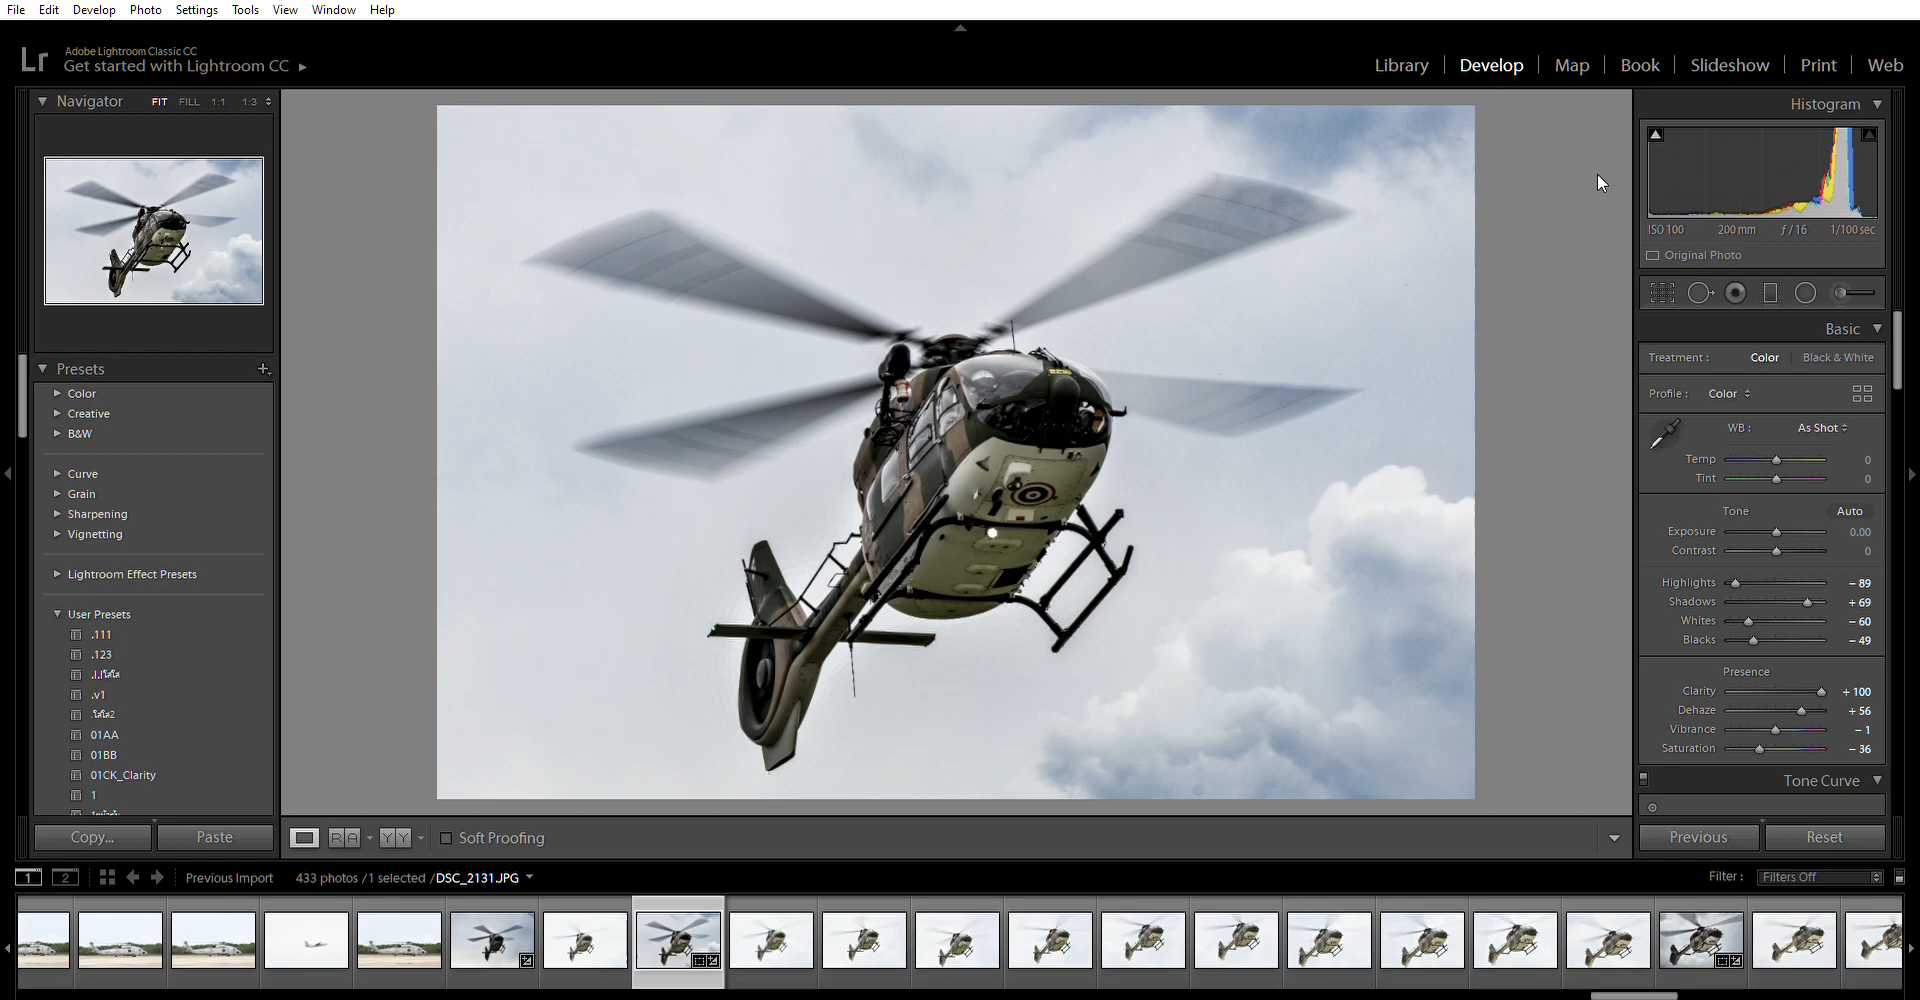 File Edit Develop Photo Settings Tools View Window Help
Lr
Adobe Lightroom Classic CC
Get started with Lightroom CC
Library Develop Map Book Slideshow Print Web
Navigator FIT FILL 1:1 1:3
Presets
Color
Creative
B&W
Curve
Grain
Sharpening
Vignetting
Lightroom Effect Presets
User Presets
.111
.123
.v1
01AA
01BB
01CK_Clarity
1
Copy... Paste
Soft Proofing
Histogram
ISO 100 200 mm ƒ / 16 1/100 sec
Original Photo
Basic
Treatment : Color Black & White
Profile : Color
WB : As Shot
Temp 0
Tint 0
Tone Auto
Exposure 0.00
Contrast 0
Highlights − 89
Shadows + 69
Whites − 60
Blacks − 49
Presence
Clarity + 100
Dehaze + 56
Vibrance − 1
Saturation − 36
Tone Curve
Previous Reset
1 2 Previous Import 433 photos / 1 selected / DSC_2131.JPG Filter : Filters Off